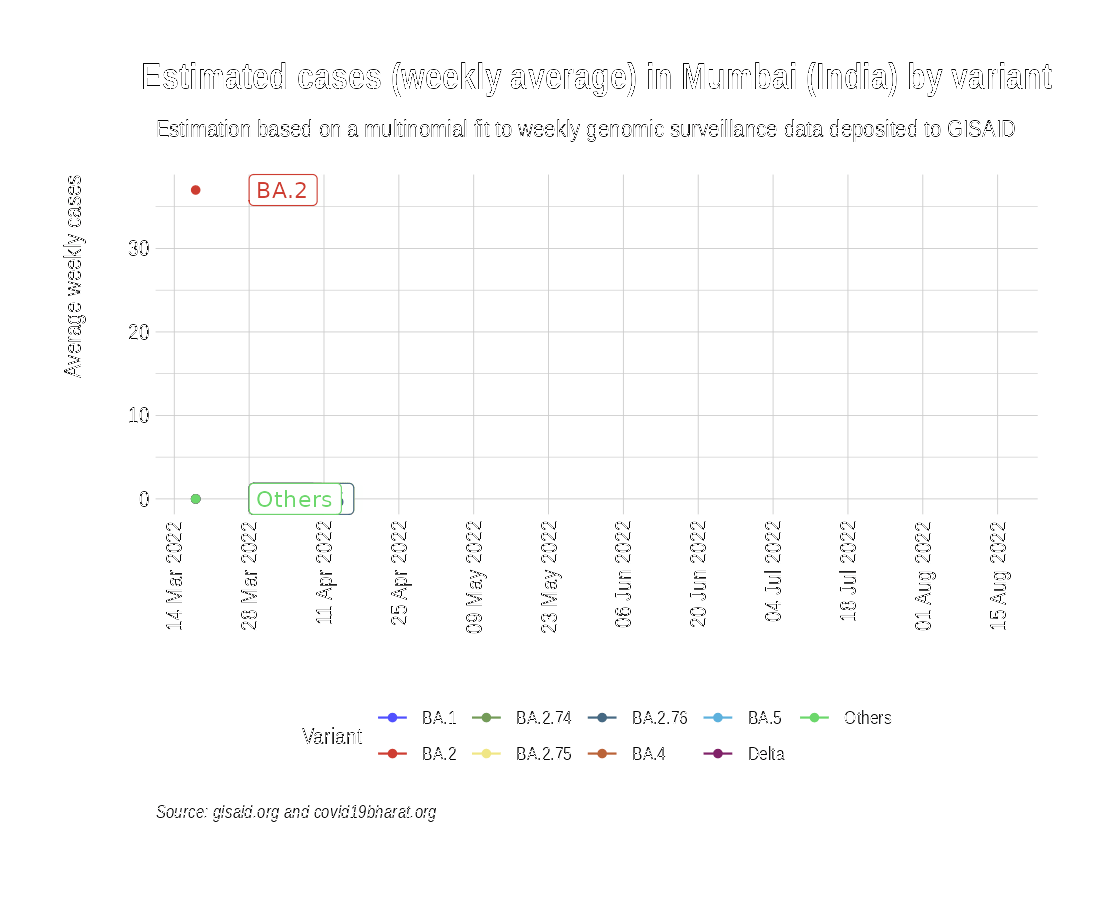 Estimated cases (weekly average) in Mumbai (India) by variant
Estimation based on a multinomial fit to weekly genomic surveillance data deposited to GISAID
Average weekly cases
30
20
10
0
BA.2
Others
14 Mar 2022
28 Mar 2022
11 Apr 2022
25 Apr 2022
09 May 2022
23 May 2022
06 Jun 2022
20 Jun 2022
04 Jul 2022
18 Jul 2022
01 Aug 2022
15 Aug 2022
Variant
BA.1 BA.2.74 BA.2.76 BA.5 Others
BA.2 BA.2.75 BA.4 Delta
Source: gisaid.org and covid19bharat.org